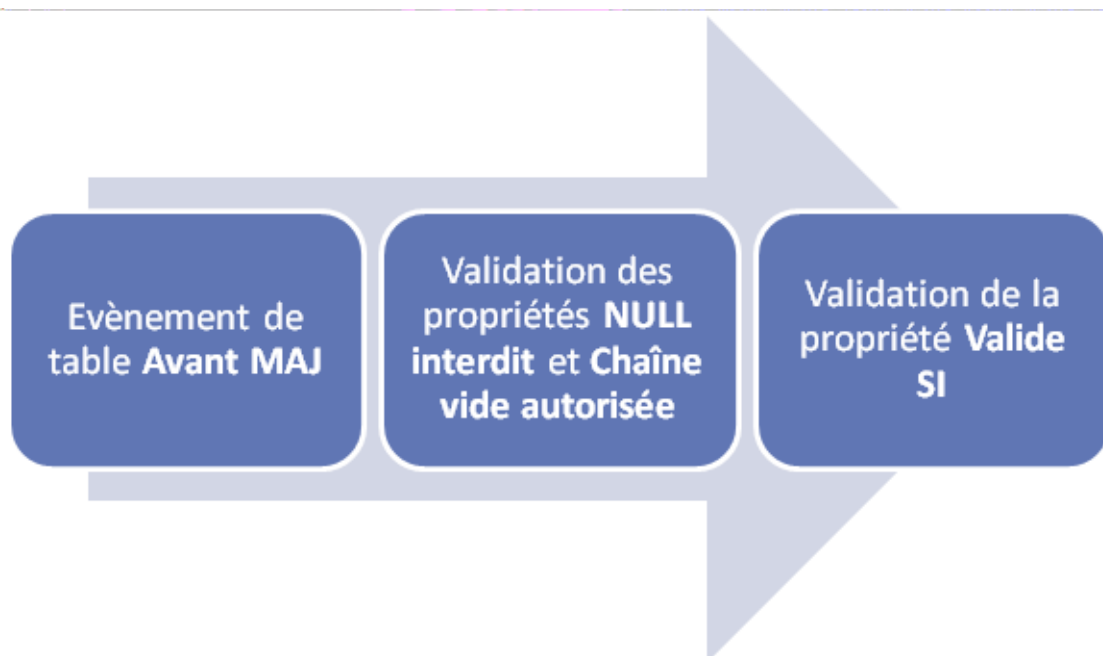 Evènement de
table Avant MAJ
Validation des
propriétés NULL
interdit et Chaîne
vide autorisée
Validation de la
propriété Valide
SI